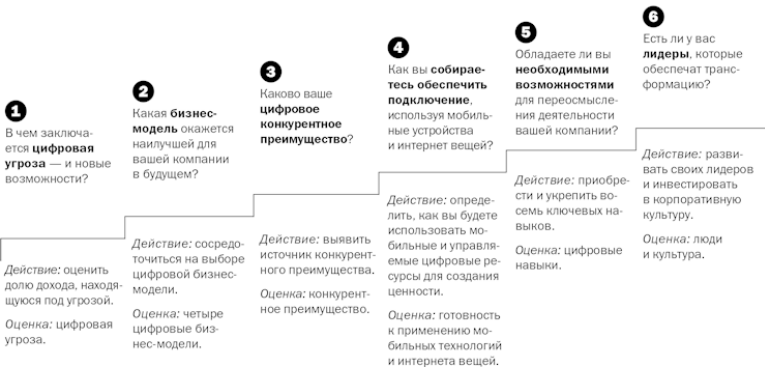 1
В чем заключа-
ется цифровая
угроза — и новые
возможности?
Действие: оценить
долю дохода, находя-
щуюся под угрозой.
Оценка: цифровая
угроза.
2
Какая бизнес-
модель окажется
наилучшей для
вашей компании
в будущем?
Действие: сосредо-
точиться на выборе
цифровой бизнес-
модели.
Оценка: четыре
цифровые биз-
нес-модели.
3
Каково ваше
цифровое
конкурентное
преимущество?
Действие: выявить
источник конкурент-
ного преимущества.
Оценка: конкурент-
ное преимущество.
4
Как вы собирае-
тесь обеспечить
подключение,
используя мобиль-
ные устройства
и интернет вещей?
Действие: опреде-
лить, как вы будете
использовать мо-
бильные и управля-
емые цифровые ре-
сурсы для создания
ценности.
Оценка: готовность
к применению мо-
бильных технологий
и интернета вещей.
5
Обладаете ли вы
необходимыми
возможностями
для переосмысле-
ния деятельности
вашей компании?
Действие: приобре-
сти и укрепить во-
семь ключевых на-
выков.
Оценка: цифровые
навыки.
6
Есть ли у вас
лидеры, которые
обеспечат транс-
формацию?
Действие: разви-
вать своих лидеров
и инвестировать
в корпоративную
культуру.
Оценка: люди
и культура.